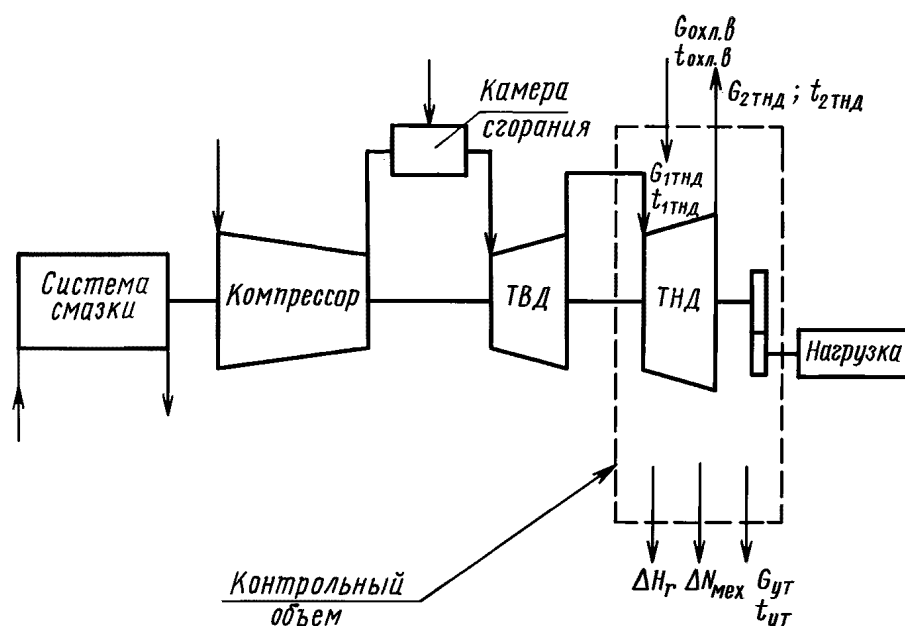 Gохл.в
tохл.в
G2ТНД ; t2ТНД
Камера
сгорания
G1ТНД
t1ТНД
Система
смазки
Компрессор
ТВД
ТНД
Нагрузка
ΔHг ΔNмех Gут
tут
Контрольный
объем